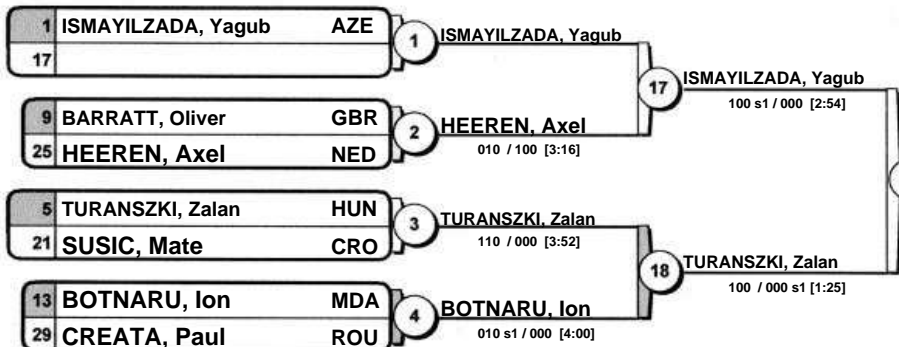 1 ISMAYILZADA, Yagub AZE
17
1
ISMAYILZADA, Yagub
9 BARRATT, Oliver GBR
25 HEEREN, Axel NED
2
HEEREN, Axel
010 / 100 [3:16]
17
ISMAYILZADA, Yagub
100 s1 / 000 [2:54]
5 TURANSZKI, Zalan HUN
21 SUSIC, Mate CRO
3
TURANSZKI, Zalan
110 / 000 [3:52]
13 BOTNARU, Ion MDA
29 CREATA, Paul ROU
4
BOTNARU, Ion
010 s1 / 000 [4:00]
18
TURANSZKI, Zalan
100 / 000 s1 [1:25]